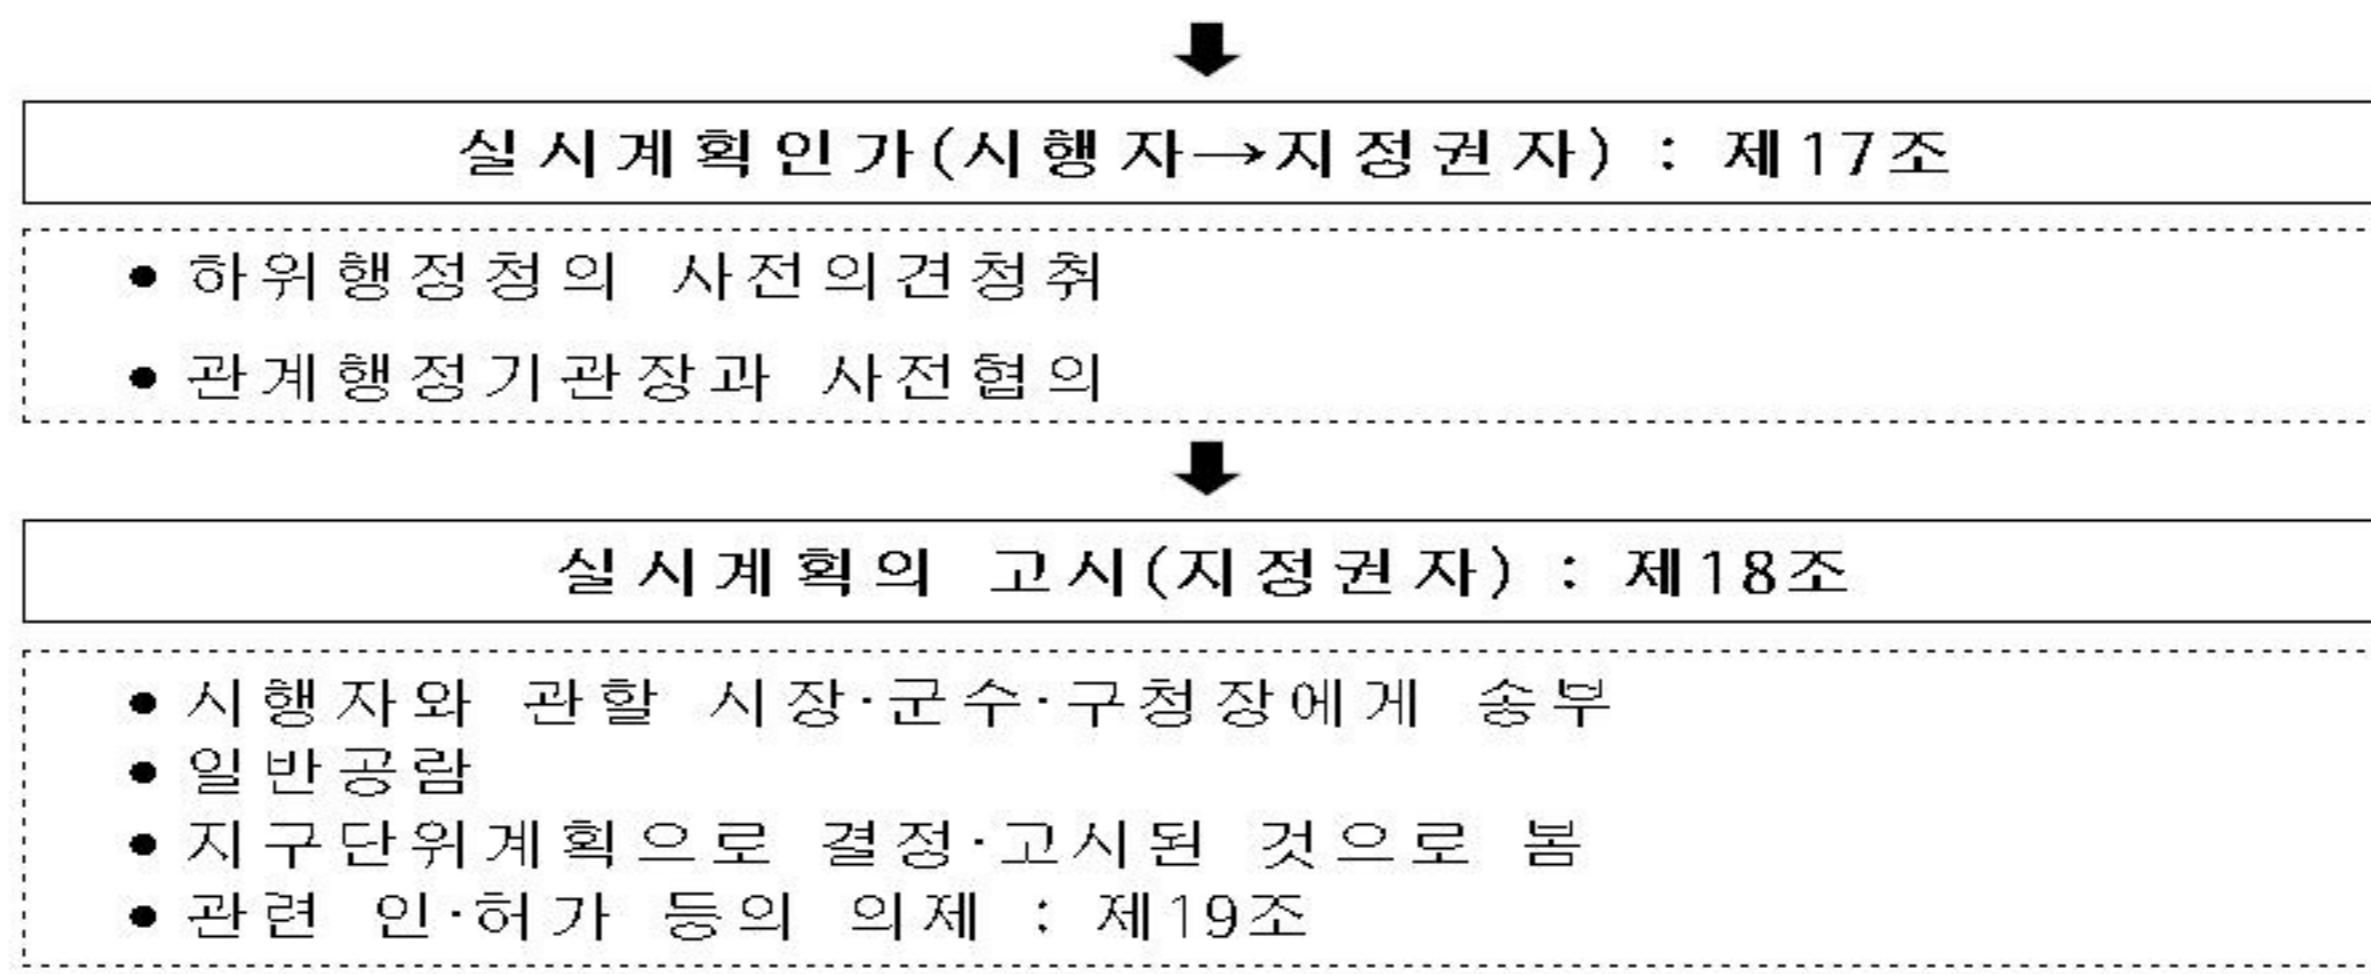 실시계획인가(시행자→지정권자) : 제17조
● 하위행정청의 사전의견청취
● 관계행정기관장과 사전협의
실시계획의 고시(지정권자) : 제18조
● 시행자와 관할 시장·군수·구청장에게 송부
● 일반공람
● 지구단위계획으로 결정·고시된 것으로 봄
● 관련 인·허가 등의 의제 : 제19조